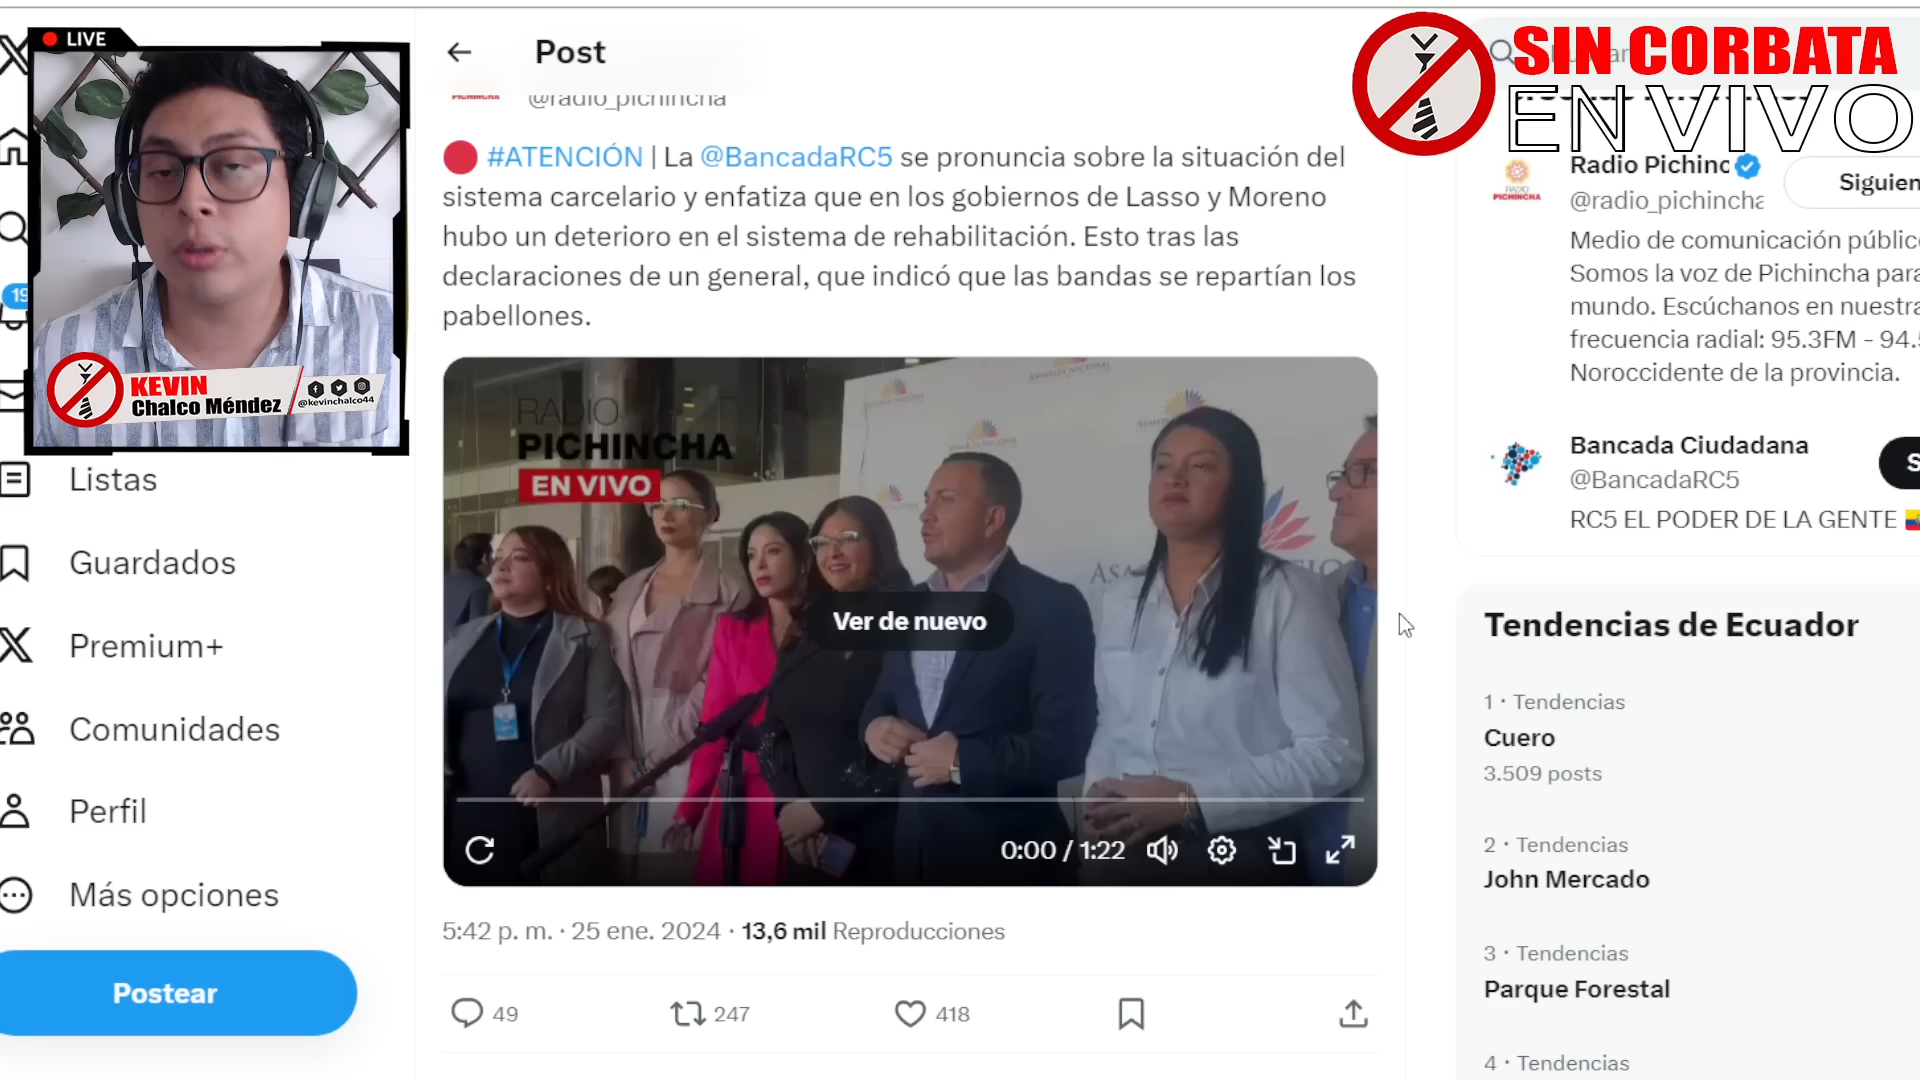 LIVE
KEVIN
Chalco Méndez
@kevinchalco44
19
Listas
Guardados
Premium+
Comunidades
Perfil
Más opciones
Postear
Post
PICHINCHA
@radio_pichincha
#ATENCIÓN | La @BancadaRC5 se pronuncia sobre la situación del
sistema carcelario y enfatiza que en los gobiernos de Lasso y Moreno
hubo un deterioro en el sistema de rehabilitación. Esto tras las
declaraciones de un general, que indicó que las bandas se repartían los
pabellones.
RADIO
PICHINCHA
EN VIVO
ASAMBLEA NACIONAL
Ver de nuevo
0:00 / 1:22
5:42 p. m. · 25 ene. 2024 · 13,6 mil Reproducciones
49
247
418
SIN CORBATA
EN VIVO
RADIO
PICHINCHA
Radio Pichinc
@radio_pichincha
Siguien
Medio de comunicación público
Somos la voz de Pichincha para
mundo. Escúchanos en nuestra
frecuencia radial: 95.3FM - 94.
Noroccidente de la provincia.
Bancada Ciudadana
@BancadaRC5
S
RC5 EL PODER DE LA GENTE
Tendencias de Ecuador
1 · Tendencias
Cuero
3.509 posts
2 · Tendencias
John Mercado
3 · Tendencias
Parque Forestal
4 · Tendencias